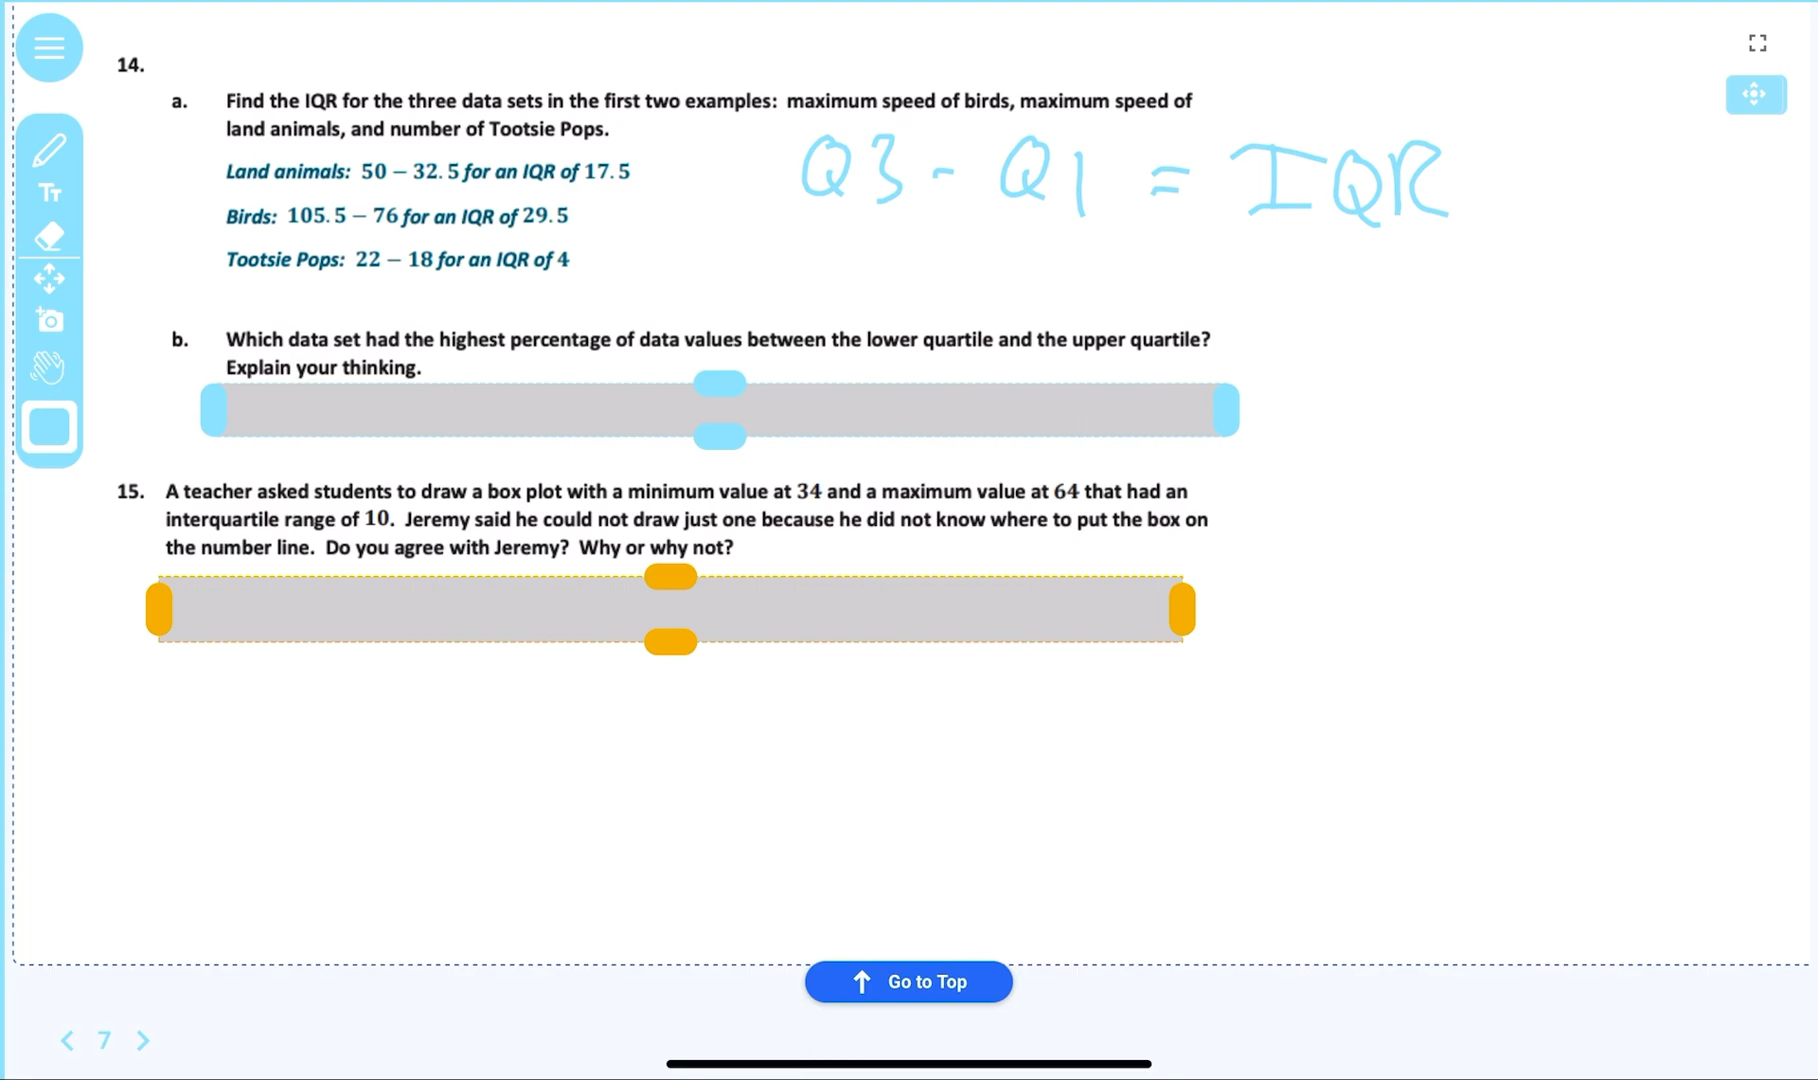 14.
a. Find the IQR for the three data sets in the first two examples: maximum speed of birds, maximum speed of
land animals, and number of Tootsie Pops.
Land animals: 50 – 32.5 for an IQR of 17.5
Birds: 105.5 – 76 for an IQR of 29.5
Tootsie Pops: 22 – 18 for an IQR of 4
Q3 - Q1 = IQR
b. Which data set had the highest percentage of data values between the lower quartile and the upper quartile?
Explain your thinking.
15. A teacher asked students to draw a box plot with a minimum value at 34 and a maximum value at 64 that had an
interquartile range of 10. Jeremy said he could not draw just one because he did not know where to put the box on
the number line. Do you agree with Jeremy? Why or why not?
Tт
Go to Top
7